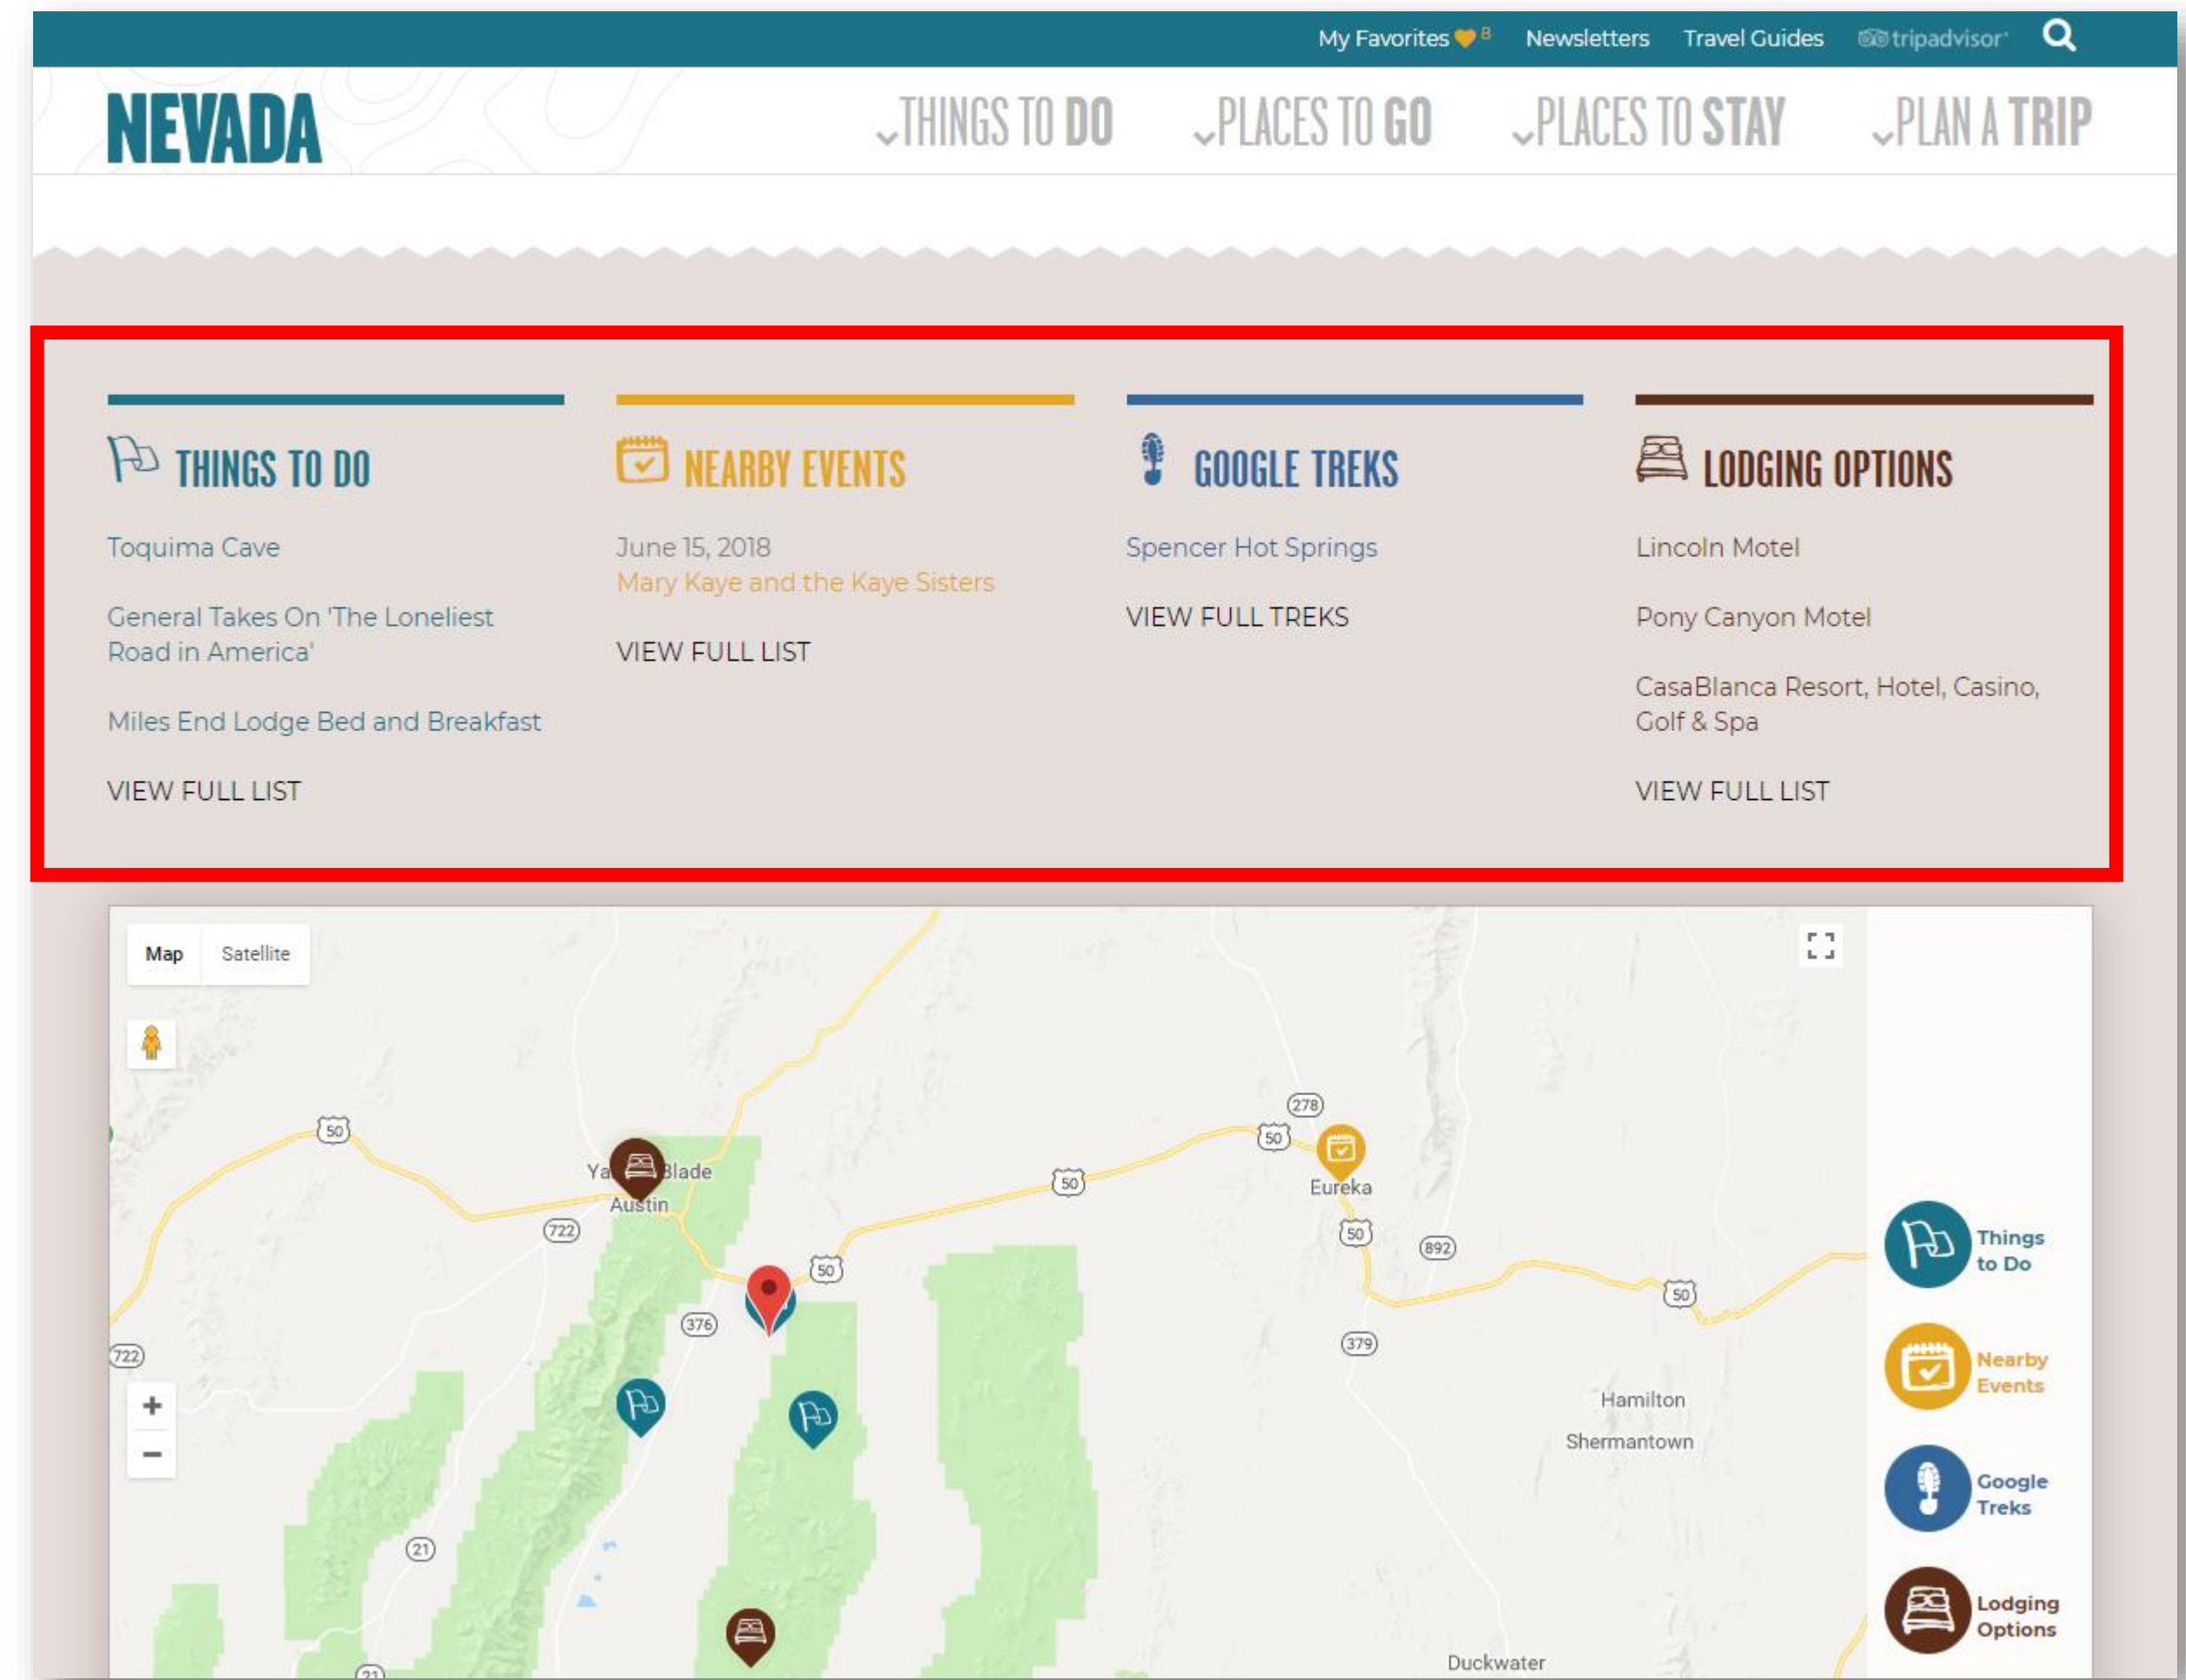 My Favorites 8 Newsletters Travel Guides tripadvisor
NEVADA
THINGS TO DO PLACES TO GO PLACES TO STAY PLAN A TRIP
THINGS TO DO
Toquima Cave
General Takes On 'The Loneliest
Road in America'
Miles End Lodge Bed and Breakfast
VIEW FULL LIST
NEARBY EVENTS
June 15, 2018
Mary Kaye and the Kaye Sisters
VIEW FULL LIST
GOOGLE TREKS
Spencer Hot Springs
VIEW FULL TREKS
LODGING OPTIONS
Lincoln Motel
Pony Canyon Motel
CasaBlanca Resort, Hotel, Casino,
Golf & Spa
VIEW FULL LIST
Map Satellite
278
50
50
50
Blade
Eureka
Austin
722
50
892
50
50
376
379
722
Hamilton
Shermantown
21
21
Duckwater
Things
to Do
Nearby
Events
Google
Treks
Lodging
Options